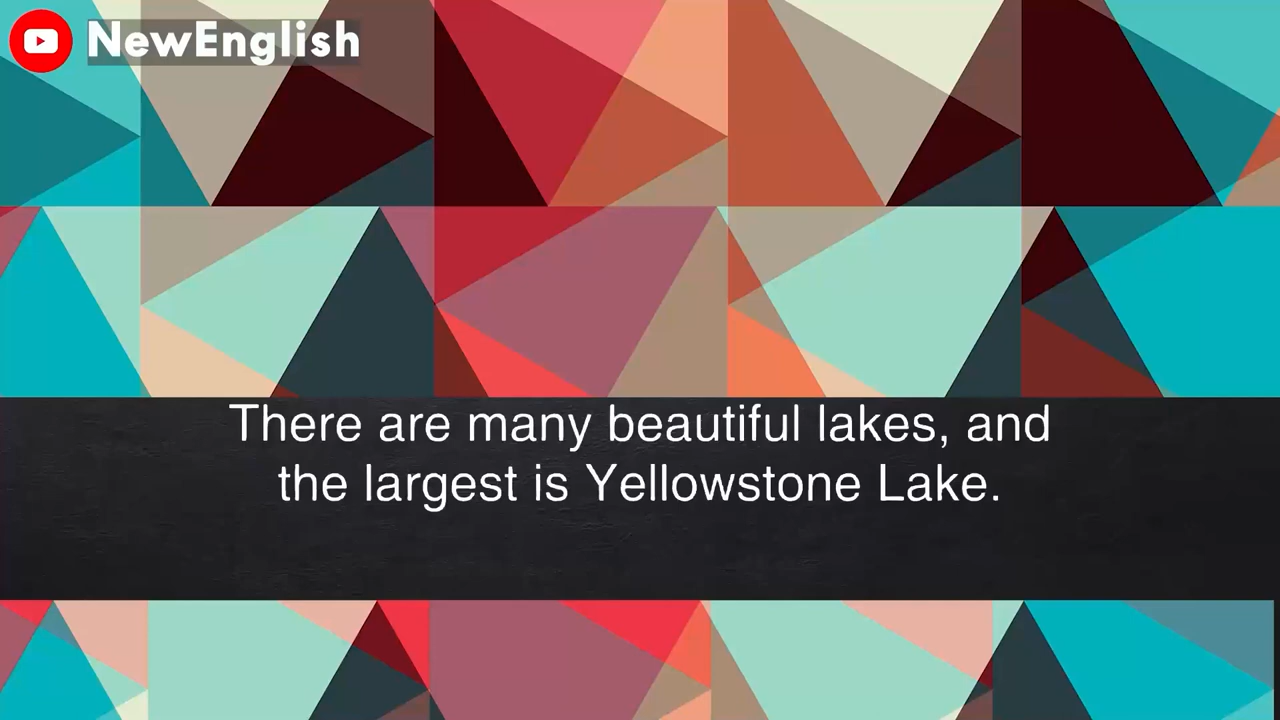 NewEnglish
There are many beautiful lakes, and
the largest is Yellowstone Lake.